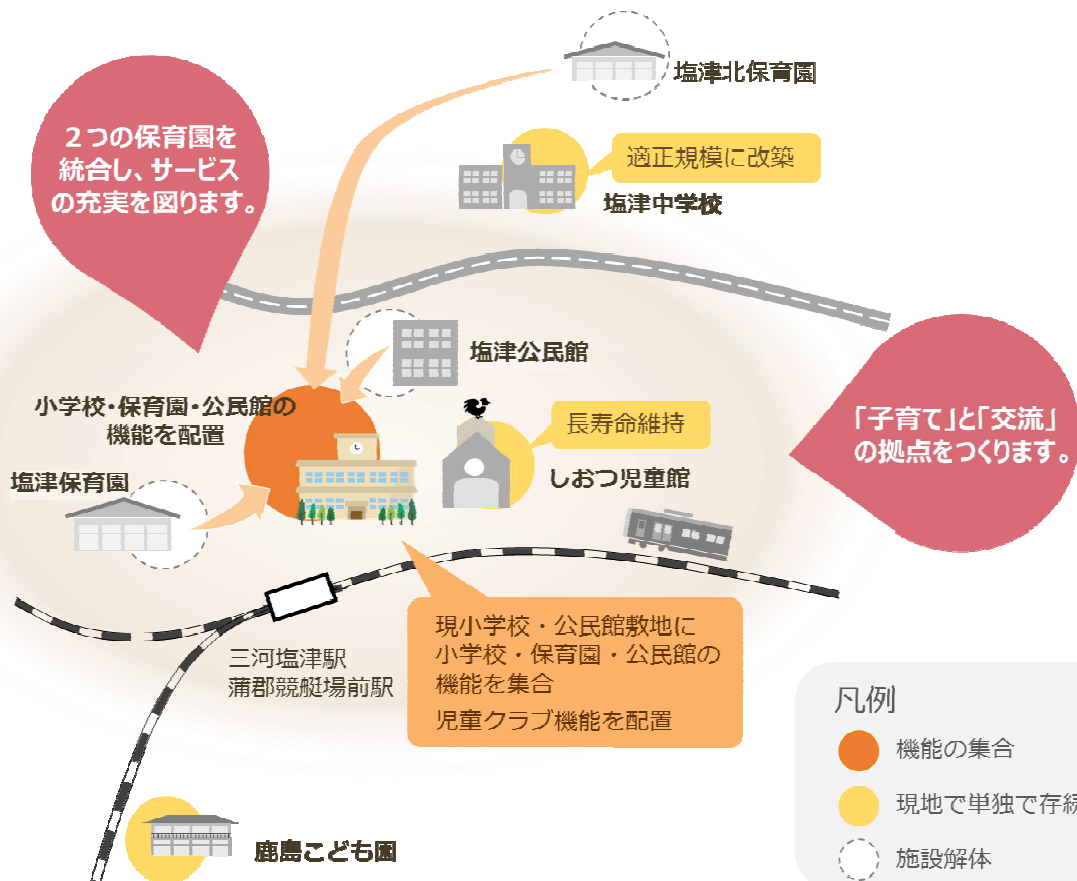 塩津北保育園
２つの保育園を
統合し、サービス
の充実を図ります。
適正規模に改築
塩津中学校
塩津公民館
小学校・保育園・公民館の
機能を配置
長寿命維持
しおつ児童館
「子育て」と「交流」
の拠点をつくります。
塩津保育園
現小学校・公民館敷地に
小学校・保育園・公民館の
機能を集合
児童クラブ機能を配置
三河塩津駅
蒲郡競艇場前駅
鹿島こども園
凡例
機能の集合
現地で単独で存続
施設解体